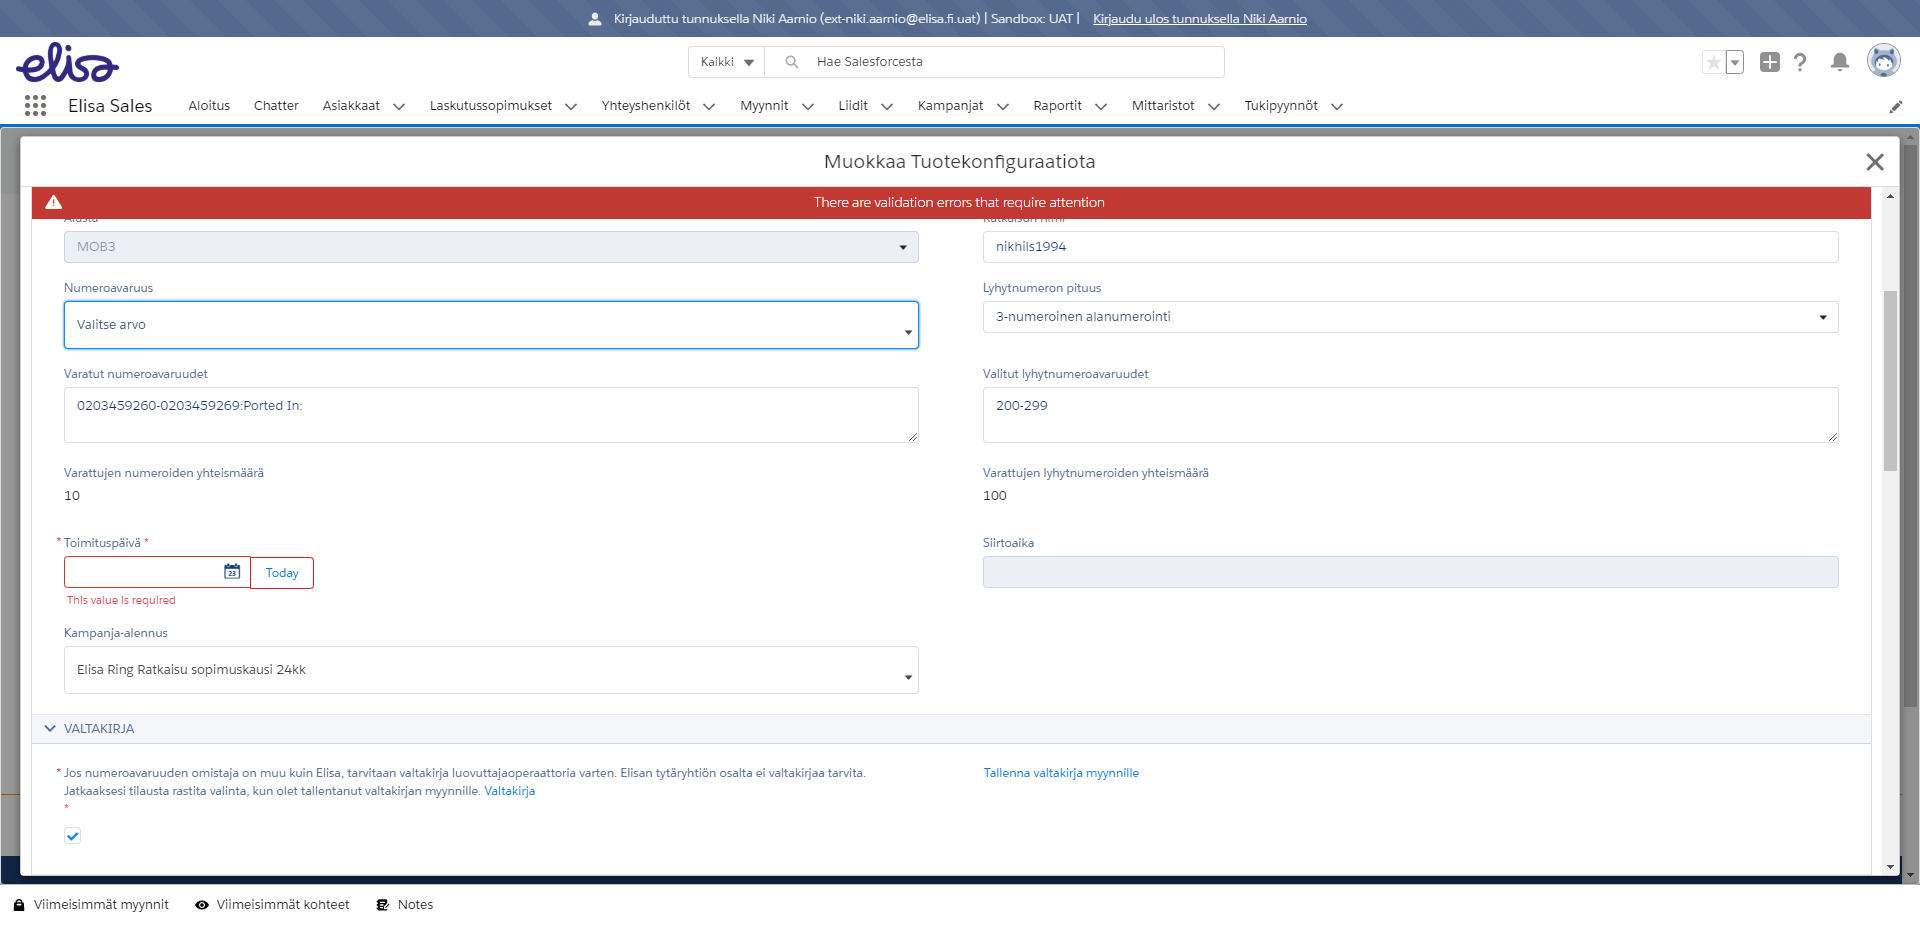 Kirjauduttu tunnuksella Niki Aarnio (ext-niki.aarnio@elisa.fi.uat) | Sandbox: UAT | Kirjaudu ulos tunnuksella Niki Aarnio
elisa
Kaikki Hae Salesforcesta
Elisa Sales Aloitus Chatter Asiakkaat Laskutussopimukset Yhteyshenkilöt Myynnit Liidit Kampanjat Raportit Mittaristot Tukipyynnöt
Muokkaa Tuotekonfiguraatiota
There are validation errors that require attention
Alusta Ratkaisun nimi
MOB3 nikhils1994
Numeroavaruus Lyhytnumeron pituus
Valitse arvo 3-numeroinen alanumerointi
Varatut numeroavaruudet Valitut lyhytnumeroavaruudet
0203459260-0203459269:Ported In: 200-299
Varattujen numeroiden yhteismäärä Varattujen lyhytnumeroiden yhteismäärä
10 100
* Toimituspäivä * Siirtoaika
23 Today
This value is required
Kampanja-alennus
Elisa Ring Ratkaisu sopimuskausi 24kk
VALTAKIRJA
* Jos numeroavaruuden omistaja on muu kuin Elisa, tarvitaan valtakirja luovuttajaoperaattoria varten. Elisan tytäryhtiön osalta ei valtakirjaa tarvita. Tallenna valtakirja myynnille
Jatkaaksesi tilausta rastita valinta, kun olet tallentanut valtakirjan myynnille. Valtakirja
*
Viimeisimmät myynnit Viimeisimmät kohteet Notes